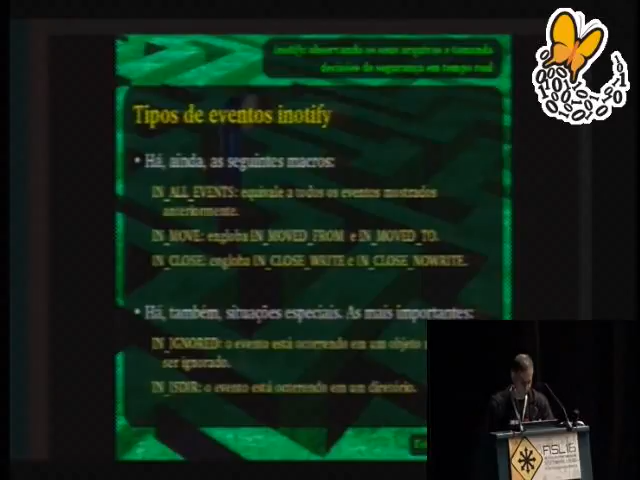 inotify: observando os seus arquivos e tomando
decisões de segurança em tempo real
Tipos de eventos inotify
• Há, ainda, as seguintes macros:
IN_ALL_EVENTS: equivale a todos os eventos mostrados
anteriormente.
IN_MOVE: engloba IN_MOVED_FROM e IN_MOVED_TO.
IN_CLOSE: engloba IN_CLOSE_WRITE e IN_CLOSE_NOWRITE.
• Há, também, situações especiais. As mais importantes:
IN_IGNORED: o evento está ocorrendo em um objeto
ser ignorado.
IN_ISDIR: o evento está ocorrendo em um diretório.
FISL16